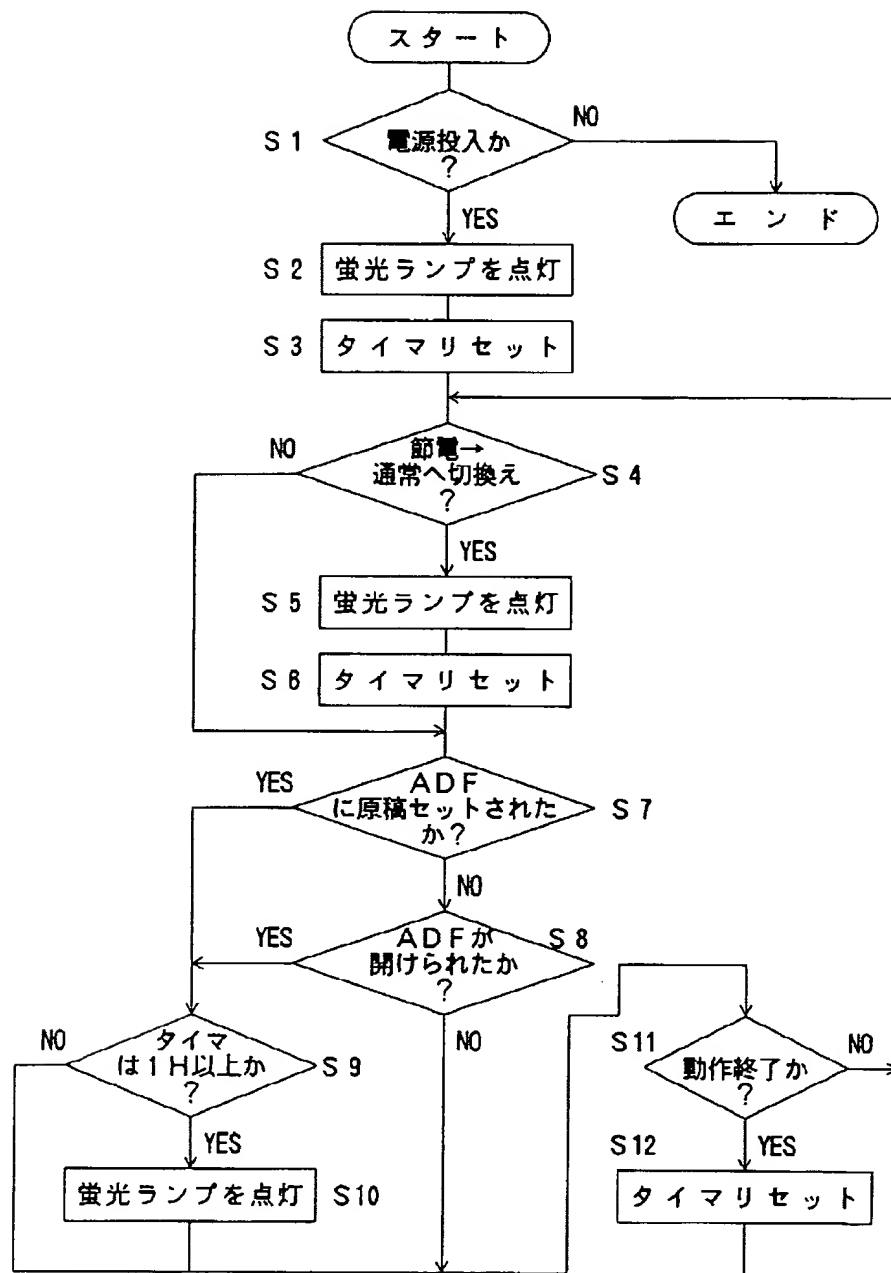 スタート
S1
電源投入か
?
NO
エンド
YES
S2
蛍光ランプを点灯
S3
タイマリセット
NO
節電→
通常へ切換え
?
S4
YES
S5
蛍光ランプを点灯
S6
タイマリセット
YES
ADF
に原稿セットされた
か?
S7
NO
YES
ADFが
開けられたか
?
S8
NO
NO
タイマ
は1H以上か
?
S9
YES
蛍光ランプを点灯
S10
S11
動作終了か
?
NO
S12
YES
タイマリセット